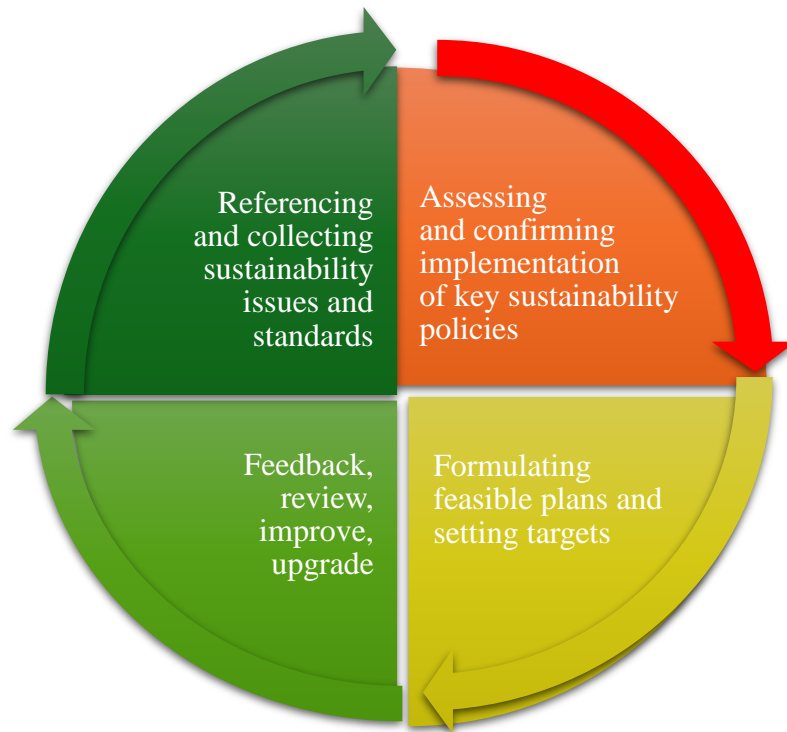 Referencing
and collecting
sustainability
issues and
standards
Assessing
and confirming
implementation
of key sustainability
policies
Feedback,
review,
improve,
upgrade
Formulating
feasible plans and
setting targets